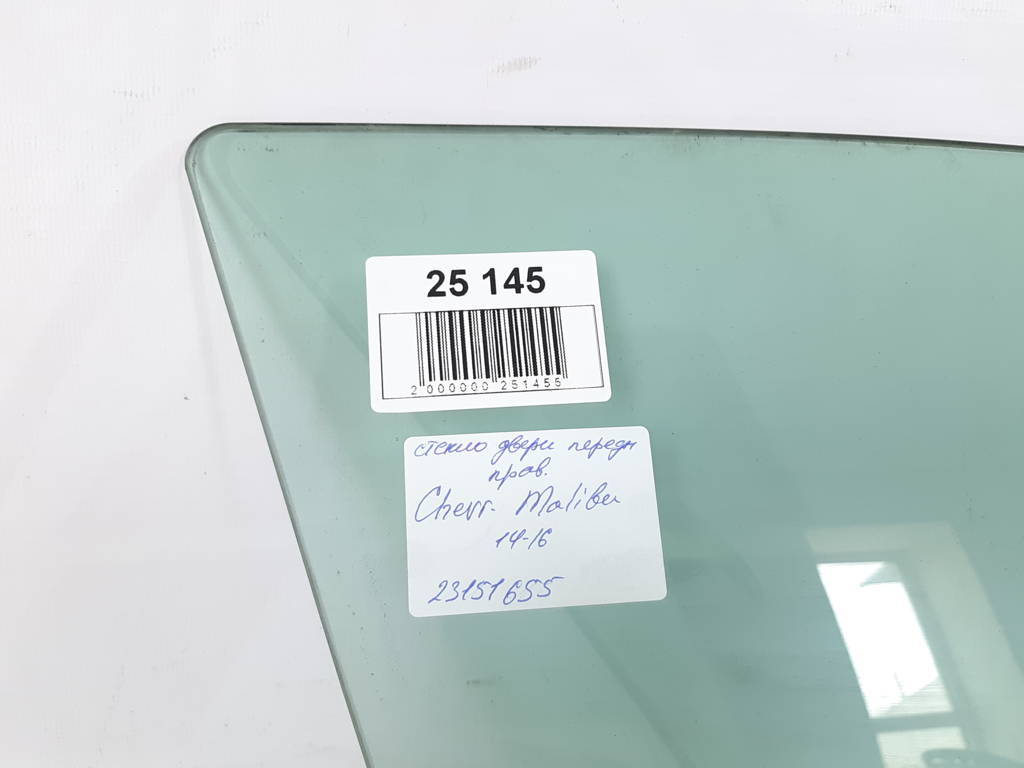 25 145
2 000000 251455
стекло двери передн
прав.
Chevr. Malibu
14-16
23151655